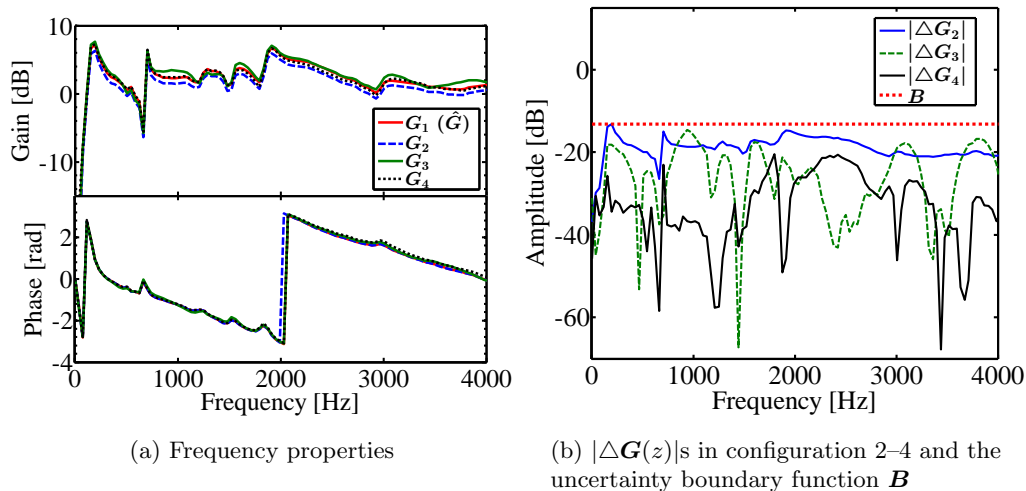 10
0
-10
Gain [dB]
G₁ (Ĝ)
G₂
G₃
G₄
2
0
-2
-4
Phase [rad]
0 1000 2000 3000 4000
Frequency [Hz]
(a) Frequency properties
0
-20
-40
-60
Amplitude [dB]
|△G₂|
|△G₃|
|△G₄|
B
0 1000 2000 3000 4000
Frequency [Hz]
(b) |△G(z)|s in configuration 2–4 and the
uncertainty boundary function B